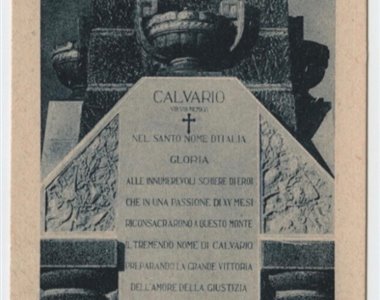 CALVARIO
NEL SANTO NOME D'ITALIA
GLORIA
ALLE INNUMEREVOLI SCHIERE DI EROI
CHE IN UNA PASSIONE DI XV MESI
RICONSACRARONO A QUESTO MONTE
IL TREMENDO NOME DI CALVARIO
PREPARANDO LA GRANDE VITTORIA
DELL'AMORE DELLA GIUSTIZIA